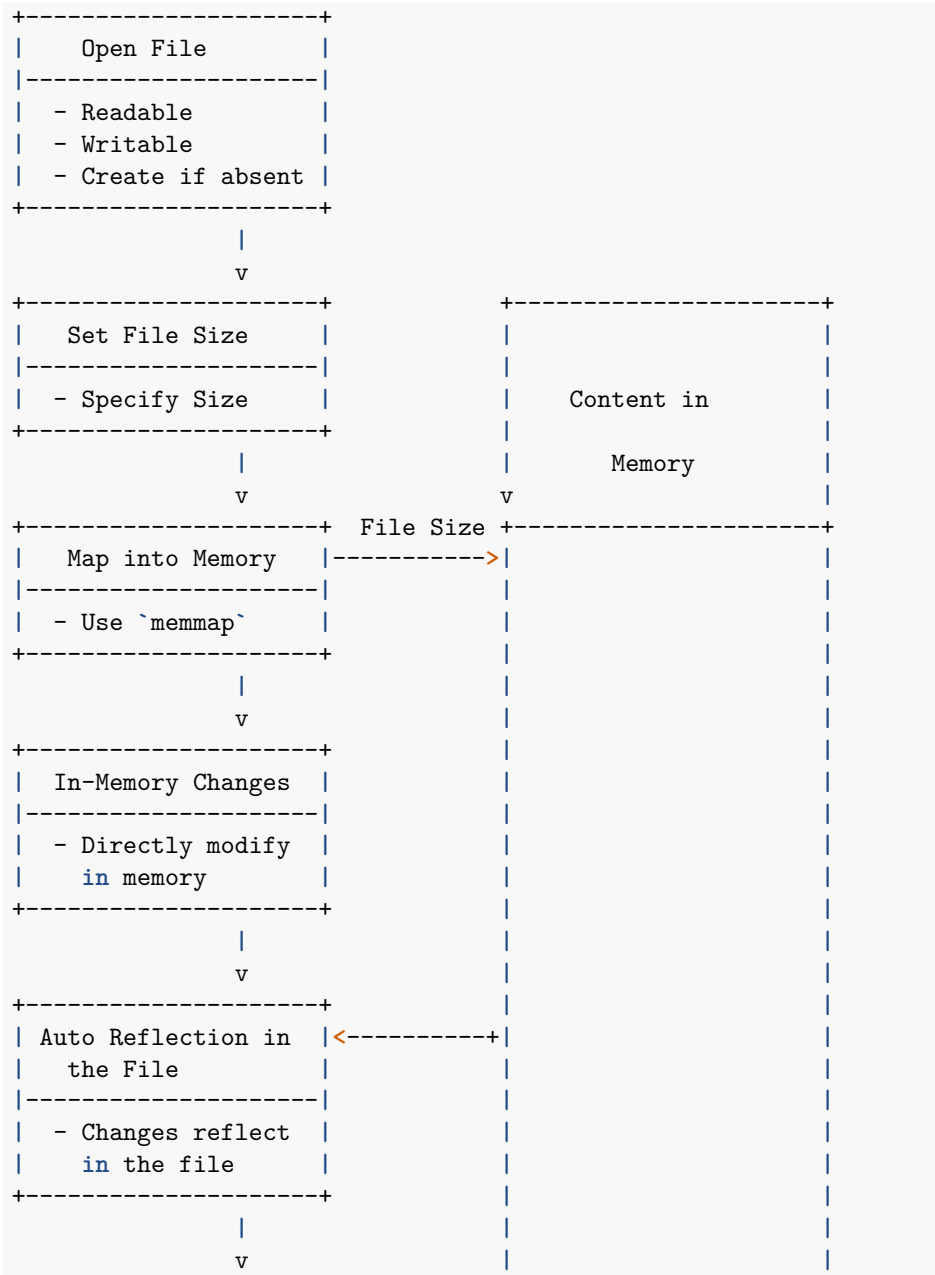 +---------------------+
|    Open File        |
|---------------------|
|  - Readable         |
|  - Writable         |
|  - Create if absent |
+---------------------+
                |
                v
+---------------------+            +----------------------+
|   Set File Size     |            |                      |
|---------------------|            |                      |
|  - Specify Size     |            |    Content in        |
+---------------------+            |                      |
                |                  |       Memory         |
                v                  v                      |
+---------------------+  File Size +----------------------+
|   Map into Memory   |----------->|                      |
|---------------------|            |                      |
|  - Use `memmap`     |            |                      |
+---------------------+            |                      |
                |                  |                      |
                v                  |                      |
+---------------------+            |                      |
|  In-Memory Changes  |            |                      |
|---------------------|            |                      |
|  - Directly modify  |            |                      |
|    in memory        |            |                      |
+---------------------+            |                      |
                |                  |                      |
                v                  |                      |
+---------------------+            |                      |
| Auto Reflection in  |<----------+|                      |
|   the File          |            |                      |
|---------------------|            |                      |
|  - Changes reflect  |            |                      |
|    in the file      |            |                      |
+---------------------+            |                      |
                |                  |                      |
                v                  |                      |